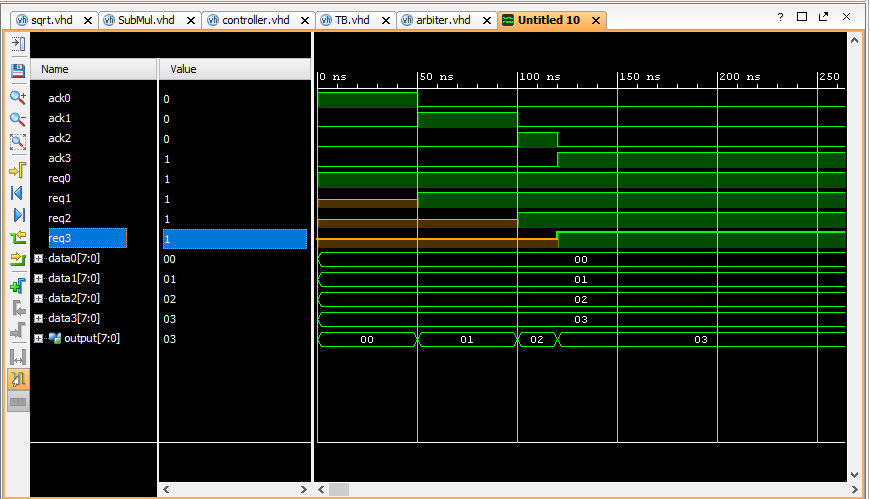 sqrt.vhd SubMul.vhd controller.vhd TB.vhd arbiter.vhd Untitled 10 ?
Name Value 0 ns 50 ns 100 ns 150 ns 200 ns 250
ack0 0
ack1 0
ack2 0
ack3 1
req0 1
req1 1
req2 1
req3 1
data0[7:0] 00 00
data1[7:0] 01 01
data2[7:0] 02 02
data3[7:0] 03 03
output[7:0] 03 00 01 02 03